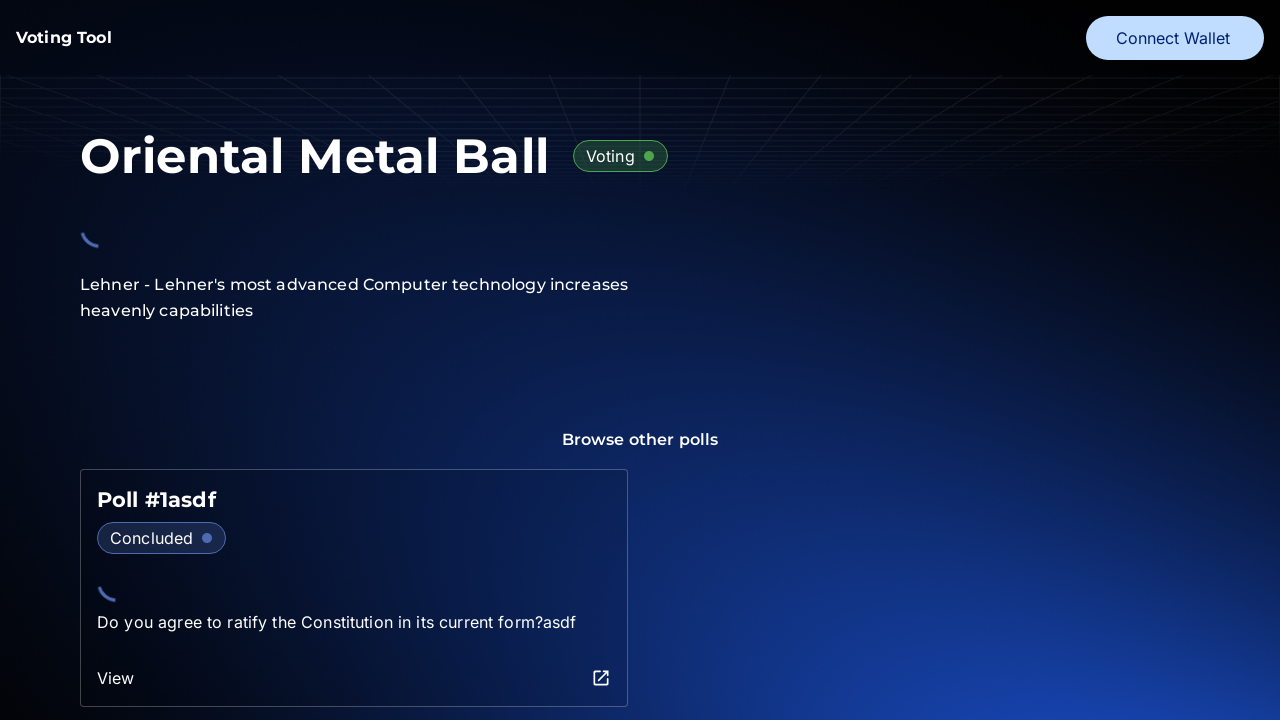 Voting Tool
Connect Wallet
Oriental Metal Ball
Voting
Lehner - Lehner's most advanced Computer technology increases
heavenly capabilities
Browse other polls
Poll #1asdf
Concluded
Do you agree to ratify the Constitution in its current form?asdf
View